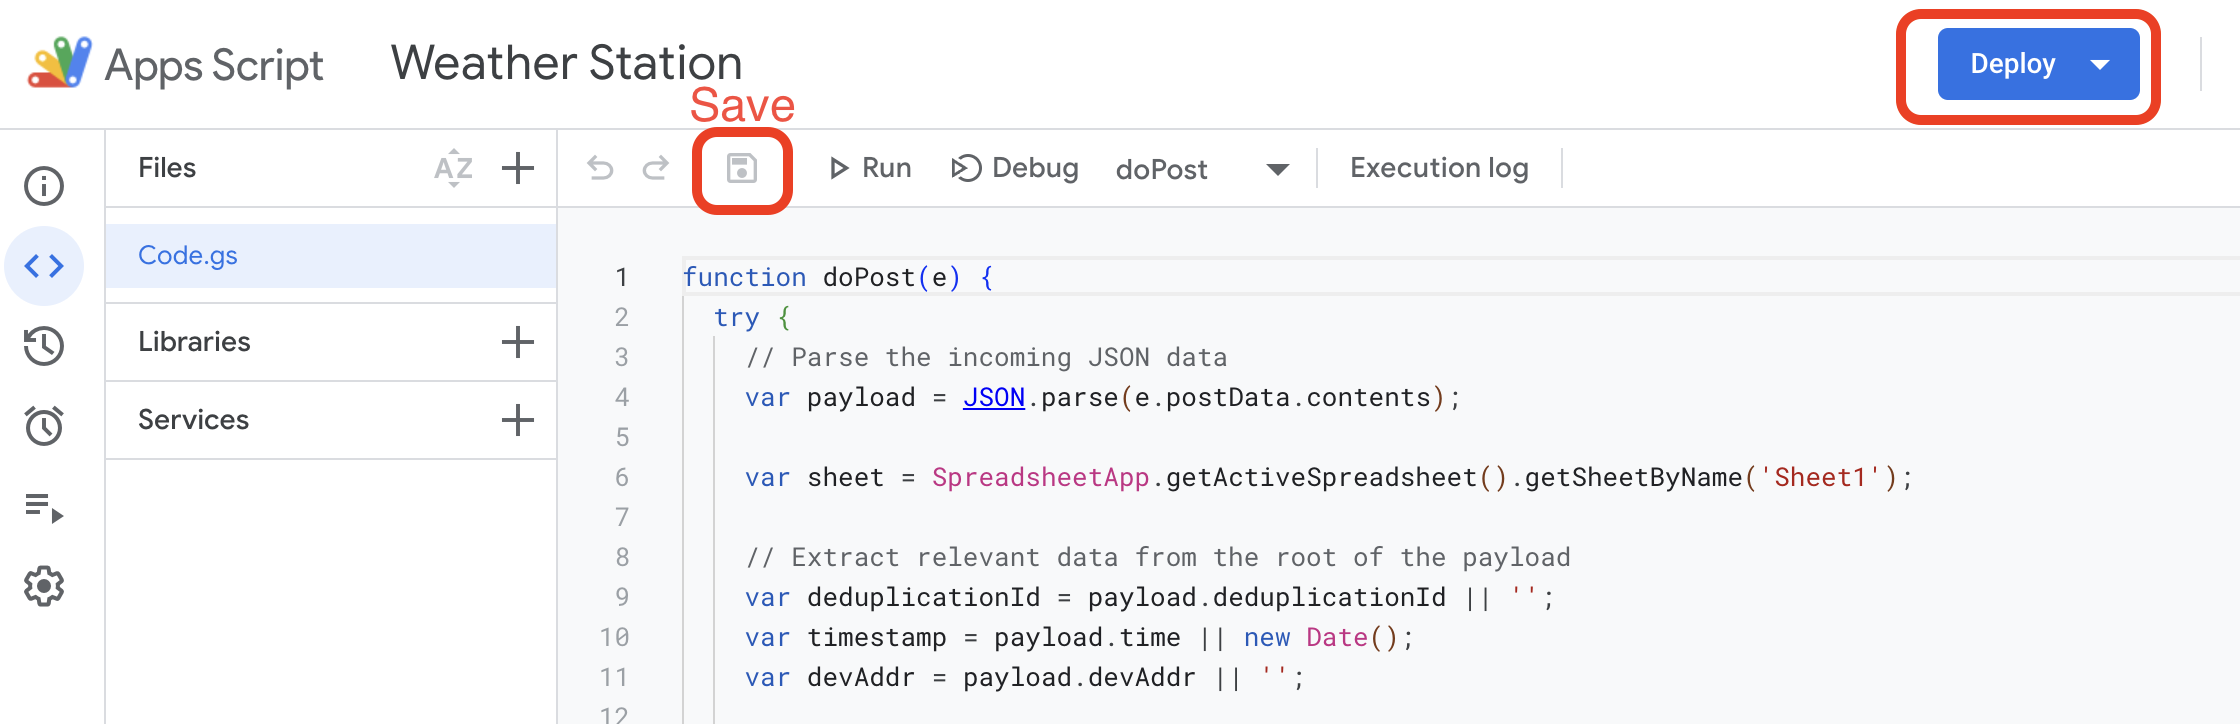 Apps Script
Weather Station
Deploy
Save
Files
AZ
Run
Debug
doPost
Execution log
Code.gs
Libraries
Services
1 function doPost(e) {
2 try {
3 // Parse the incoming JSON data
4 var payload = JSON.parse(e.postData.contents);
5
6 var sheet = SpreadsheetApp.getActiveSpreadsheet().getSheetByName('Sheet1');
7
8 // Extract relevant data from the root of the payload
9 var deduplicationId = payload.deduplicationId || '';
10 var timestamp = payload.time || new Date();
11 var devAddr = payload.devAddr || '';
12